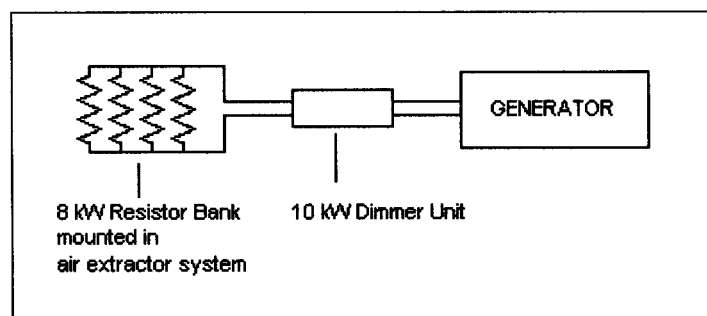 GENERATOR
8 kW Resistor Bank
mounted in
air extractor system
10 kW Dimmer Unit